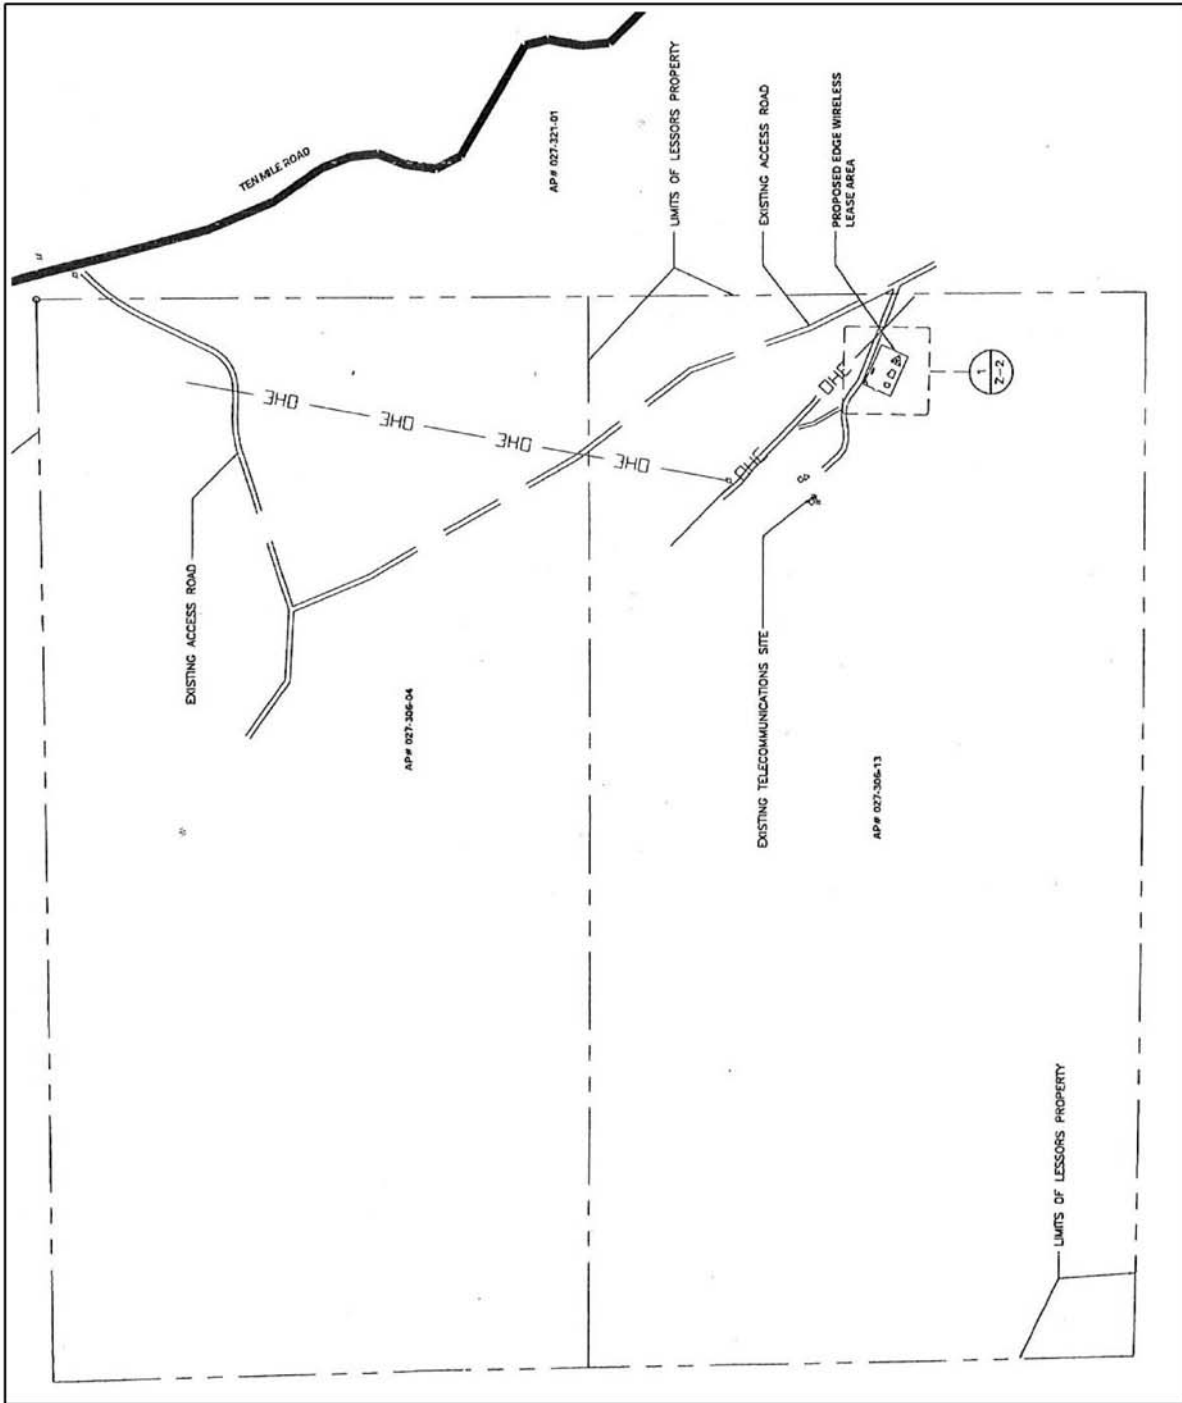 TEN MILE ROAD
AP# 027-321-01
LIMITS OF LESSORS PROPERTY
EXISTING ACCESS ROAD
PROPOSED EDGE WIRELESS
LEASE AREA
OHE
OHE
OHE
OHE
OHE
OHE
1
Z-2
EXISTING ACCESS ROAD
AP# 027-306-04
EXISTING TELECOMMUNICATIONS SITE
AP# 027-306-13
LIMITS OF LESSORS PROPERTY